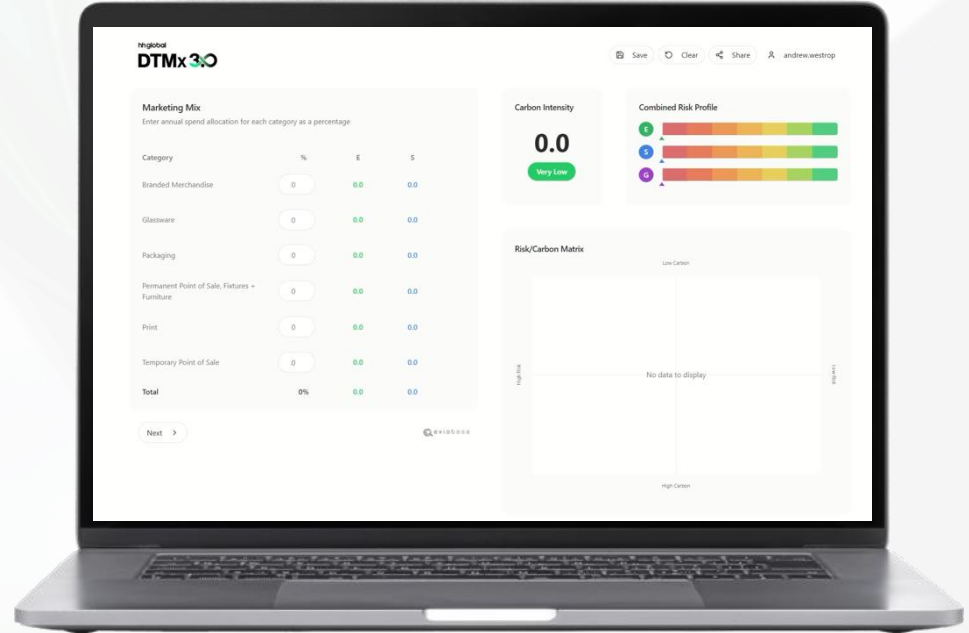 hhglobal
DTMx 3.0
Save
Clear
Share
andrew.westrop
Marketing Mix
Enter annual spend allocation for each category as a percentage
Category % E S
Branded Merchandise 0 0.0 0.0
Glassware 0 0.0 0.0
Packaging 0 0.0 0.0
Permanent Point of Sale, Fixtures +
Furniture 0 0.0 0.0
Print 0 0.0 0.0
Temporary Point of Sale 0 0.0 0.0
Total 0% 0.0 0.0
Next
Carbon Intensity
0.0
Very Low
Combined Risk Profile
E
S
G
Risk/Carbon Matrix
Low Carbon
High Risk
No data to display
Low Risk
High Carbon